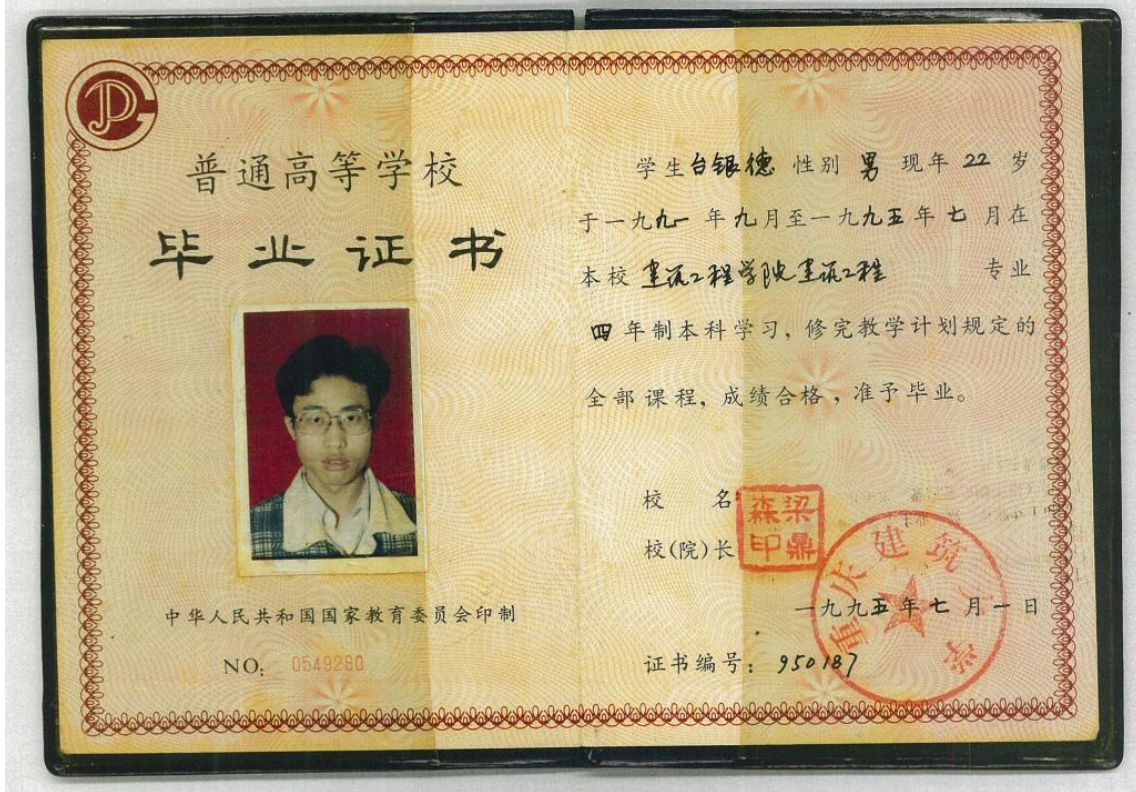 普通高等学校
毕业证书
中华人民共和国国家教育委员会印制
NO: 0549280
学生台银德 性别 男 现年 22 岁
于一九九一年九月至一九九五年七月在
本校 建筑工程学院建筑工程 专业
四年制本科学习，修完教学计划规定的
全部课程，成绩合格，准予毕业。
校 名
校(院)长
梁鼎森印
重庆建筑大学
一九九五年七月一日
证书编号：950187